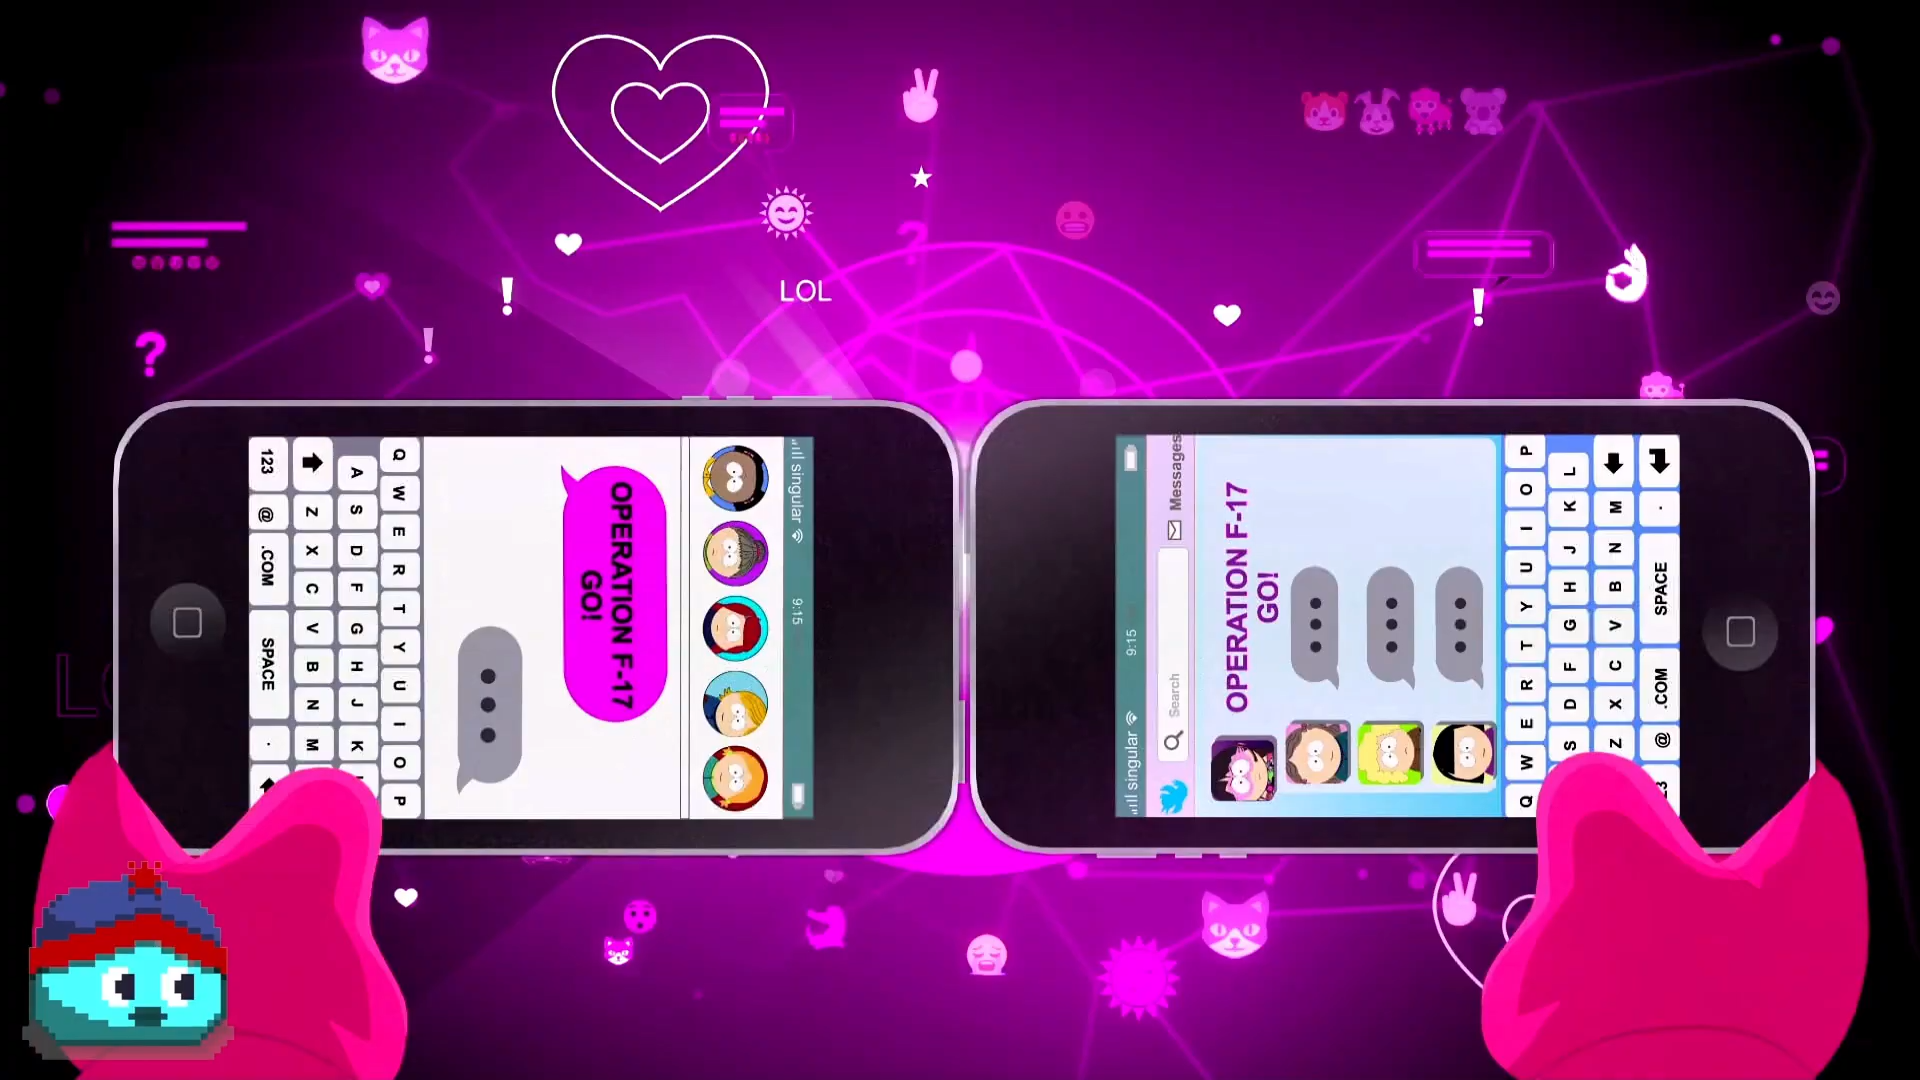 LOL
singular
9:15
OPERATION F-17
GO!
Q W E R T Y U I O P
A S D F G H J K
Z X C V B N M
123 @ .COM SPACE .
singular
9:15
Search
Messages
OPERATION F-17
GO!
Q W E R T Y U I O P
S D F G H J K L
Z X C V B N M
@ .COM SPACE .